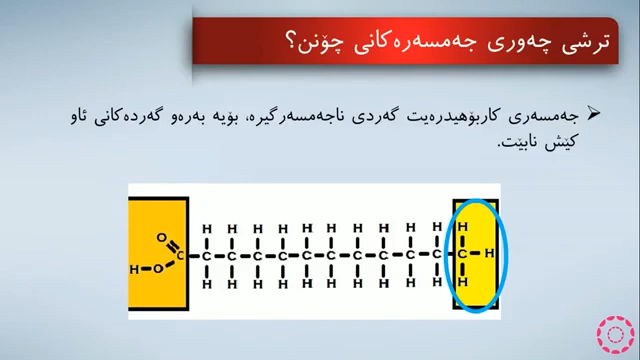 ترشی چەوری جەمسەرەکانی چۆنن؟
جەمسەری کاربۆهیدرەیت گەردی ناجەمسەرگیرە، بۆیە بەرەو گەردەکانی ئاو
کێش نابێت.
H H H H H H H H H H H
O
C C C C C C C C C C C C H
H O
H H H H H H H H H H H